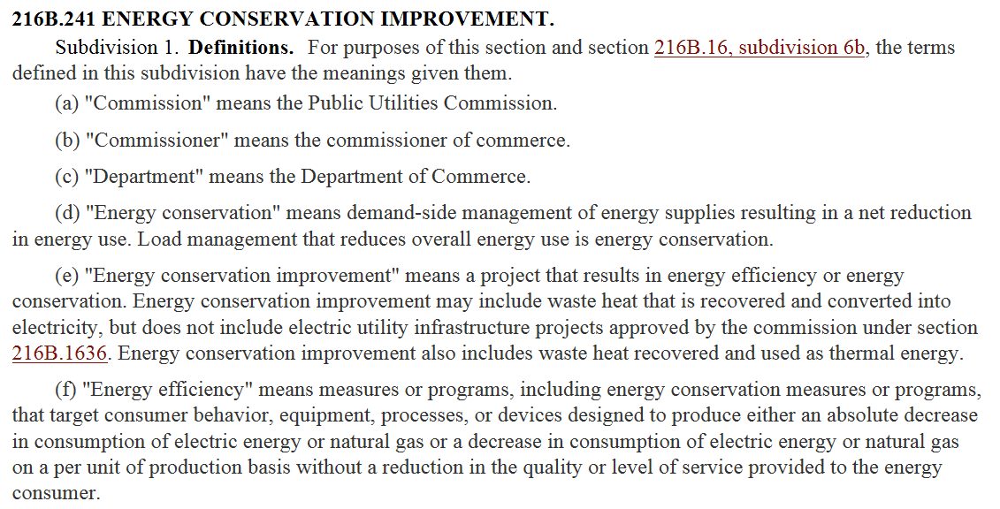 216B.241 ENERGY CONSERVATION IMPROVEMENT.
Subdivision 1. Definitions. For purposes of this section and section 216B.16, subdivision 6b, the terms
defined in this subdivision have the meanings given them.
(a) "Commission" means the Public Utilities Commission.
(b) "Commissioner" means the commissioner of commerce.
(c) "Department" means the Department of Commerce.
(d) "Energy conservation" means demand-side management of energy supplies resulting in a net reduction
in energy use. Load management that reduces overall energy use is energy conservation.
(e) "Energy conservation improvement" means a project that results in energy efficiency or energy
conservation. Energy conservation improvement may include waste heat that is recovered and converted into
electricity, but does not include electric utility infrastructure projects approved by the commission under section
216B.1636. Energy conservation improvement also includes waste heat recovered and used as thermal energy.
(f) "Energy efficiency" means measures or programs, including energy conservation measures or programs,
that target consumer behavior, equipment, processes, or devices designed to produce either an absolute decrease
in consumption of electric energy or natural gas or a decrease in consumption of electric energy or natural gas
on a per unit of production basis without a reduction in the quality or level of service provided to the energy
consumer.